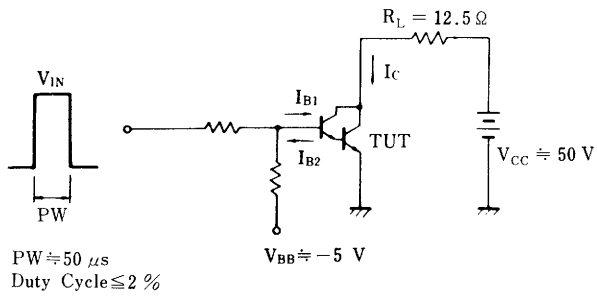 R_L = 12.5 Ω
V_IN
I_C
I_B1
TUT
I_B2
V_CC ≒ 50 V
PW
V_BB ≒ −5 V
PW ≒ 50 μs
Duty Cycle ≦ 2 %